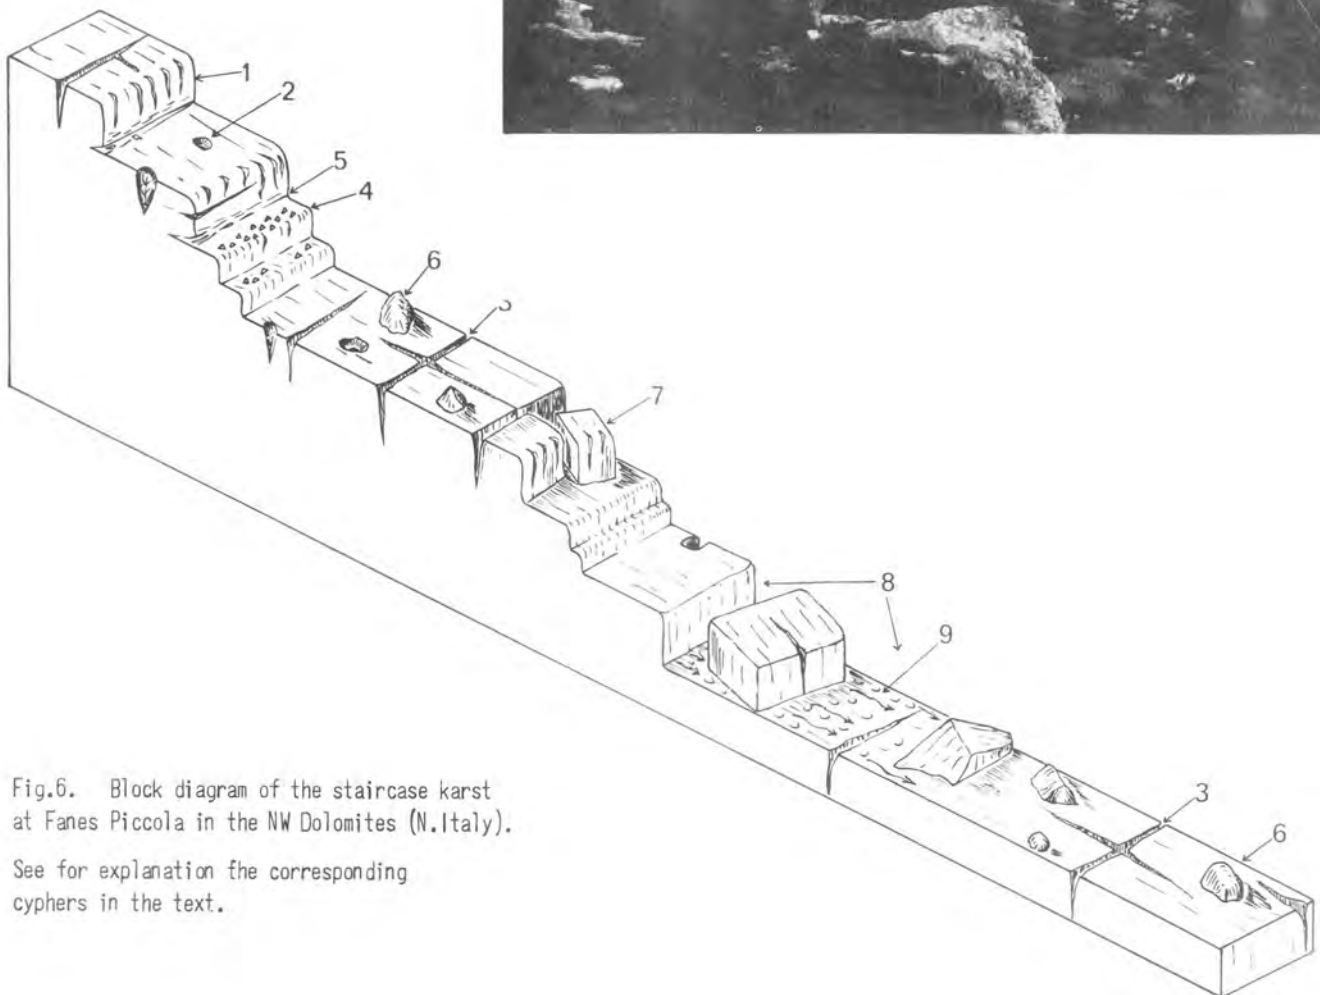 1
2
5
4
6
7
8
9
3
6
Fig.6. Block diagram of the staircase karst
at Fanes Piccola in the NW Dolomites (N.Italy).
See for explanation fhe corresponding
cyphers in the text.